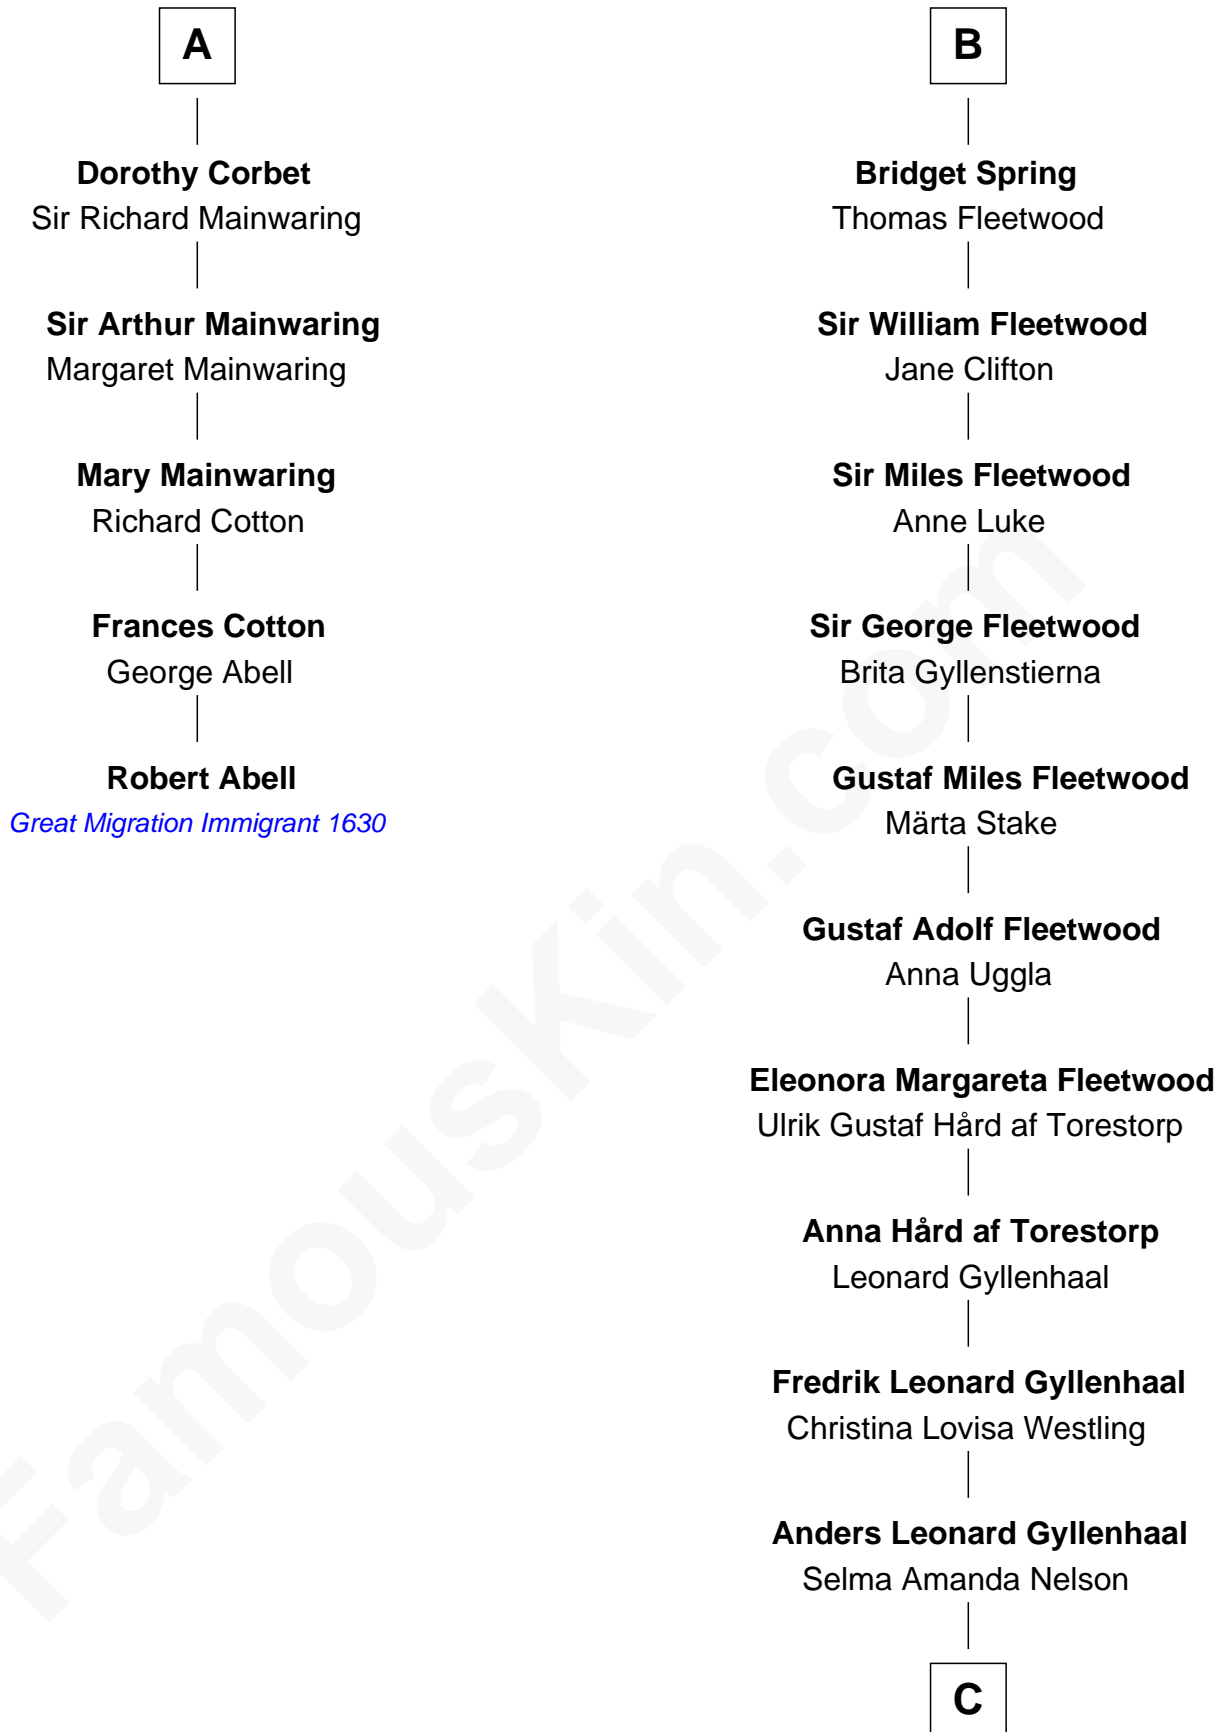 A
Dorothy Corbet
Sir Richard Mainwaring
Sir Arthur Mainwaring
Margaret Mainwaring
Mary Mainwaring
Richard Cotton
Frances Cotton
George Abell
Robert Abell
Great Migration Immigrant 1630
B
Bridget Spring
Thomas Fleetwood
Sir William Fleetwood
Jane Clifton
Sir Miles Fleetwood
Anne Luke
Sir George Fleetwood
Brita Gyllenstierna
Gustaf Miles Fleetwood
Märta Stake
Gustaf Adolf Fleetwood
Anna Uggla
Eleonora Margareta Fleetwood
Ulrik Gustaf Hård af Torestorp
Anna Hård af Torestorp
Leonard Gyllenhaal
Fredrik Leonard Gyllenhaal
Christina Lovisa Westling
Anders Leonard Gyllenhaal
Selma Amanda Nelson
C
FamousKin.com